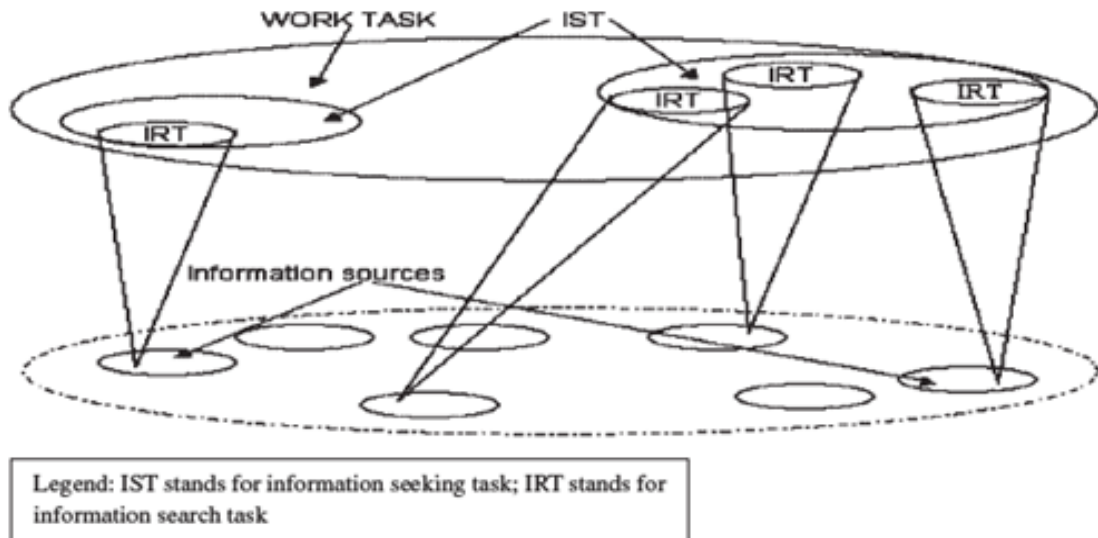 WORK TASK
IST
IRT
IRT
IRT
IRT
Information sources
Legend: IST stands for information seeking task; IRT stands for
information search task